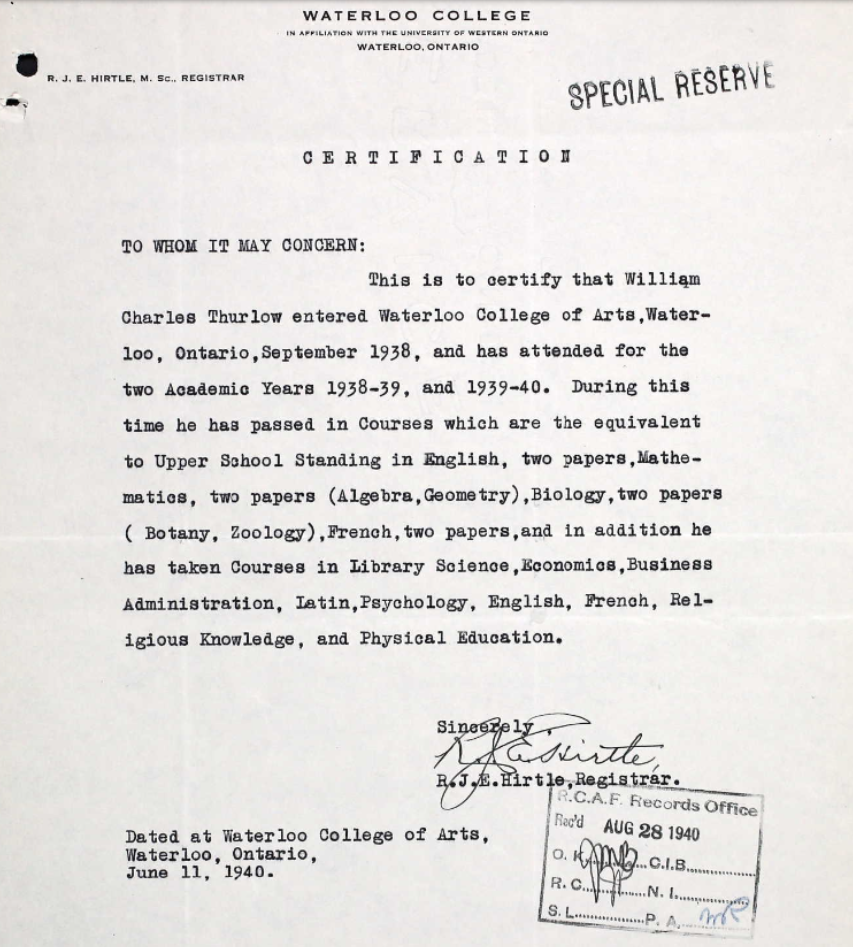 WATERLOO COLLEGE
IN AFFILIATION WITH THE UNIVERSITY OF WESTERN ONTARIO
WATERLOO, ONTARIO
R. J. E. HIRTLE, M. Sc., REGISTRAR
SPECIAL RESERVE
CERTIFICATION
TO WHOM IT MAY CONCERN:
This is to certify that William
Charles Thurlow entered Waterloo College of Arts,Water-
loo, Ontario,September 1938, and has attended for the
two Academic Years 1938-39, and 1939-40. During this
time he has passed in Courses which are the equivalent
to Upper School Standing in English, two papers,Mathe-
matics, two papers (Algebra,Geometry),Biology,two papers
( Botany, Zoology),French,two papers,and in addition he
has taken Courses in Library Science,Economics,Business
Administration, Latin,Psychology, English, French, Rel-
igious Knowledge, and Physical Education.
Sincerely,
R.J.E.Hirtle,
R.J.E.Hirtle,Registrar.
R.C.A.F. Records Office
Rec'd AUG 28 1940
O. K. C.I.B.
R. C. N. I.
S. L. P. A.
Dated at Waterloo College of Arts,
Waterloo, Ontario,
June 11, 1940.